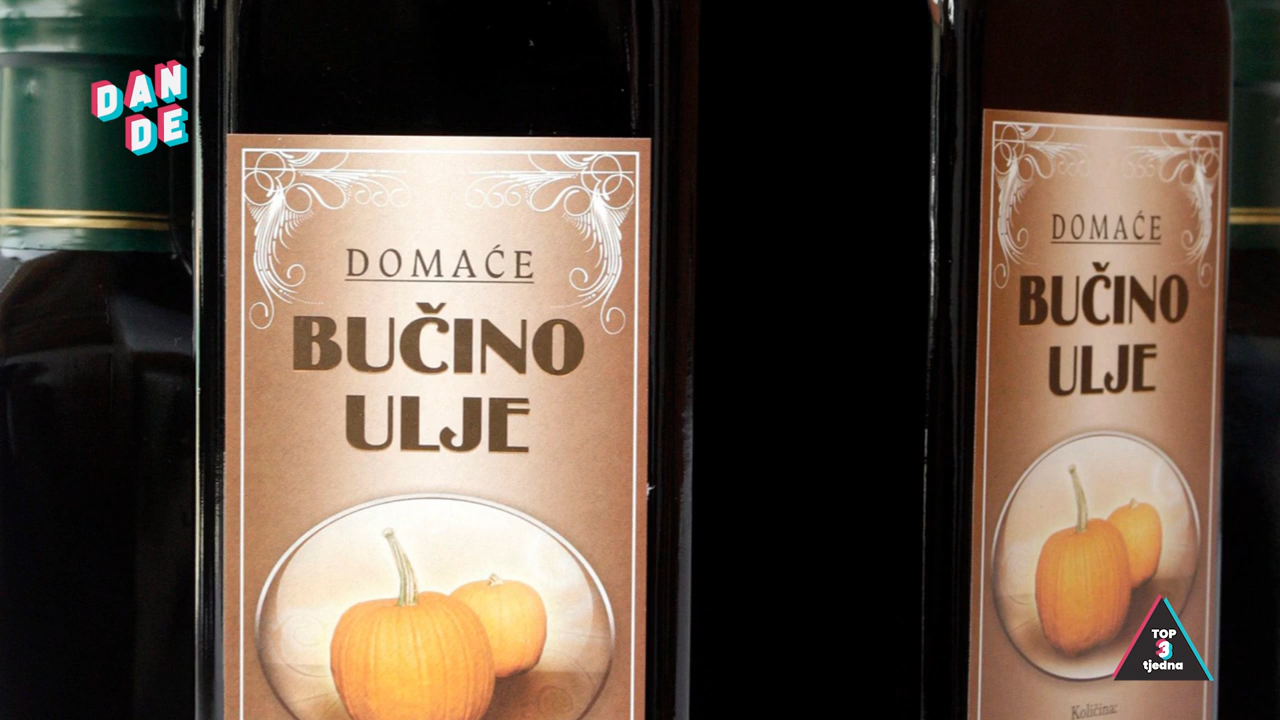 DAN
DE
DOMAĆE
BUČINO
ULJE
DOMAĆE
BUČINO
ULJE
Količina:
TOP
3
tjedna